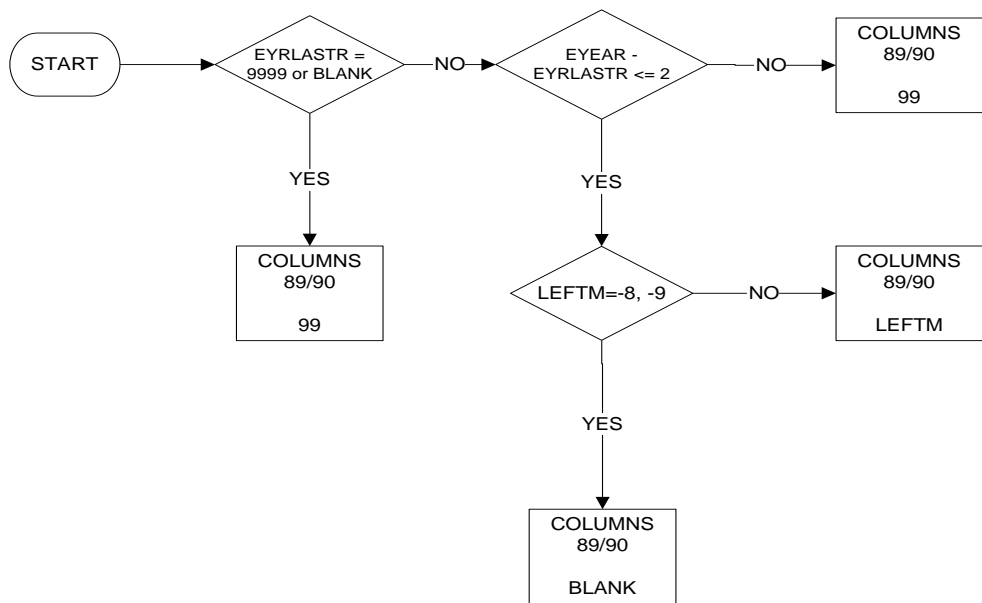 START
EYRLASTR =
9999 or BLANK
NO
EYEAR -
EYRLASTR <= 2
NO
COLUMNS
89/90
99
YES
YES
COLUMNS
89/90
99
LEFTM=-8, -9
NO
COLUMNS
89/90
LEFTM
YES
COLUMNS
89/90
BLANK